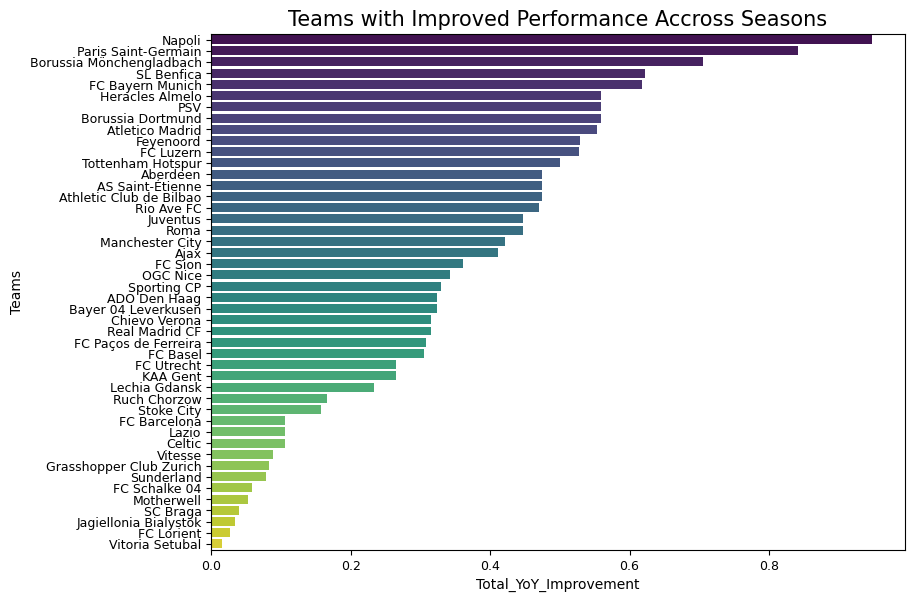 Teams with Improved Performance Accross Seasons
Teams
Napoli
Paris Saint-Germain
Borussia Mönchengladbach
SL Benfica
FC Bayern Munich
Heracles Almelo
PSV
Borussia Dortmund
Atletico Madrid
Feyenoord
FC Luzern
Tottenham Hotspur
Aberdeen
AS Saint-Étienne
Athletic Club de Bilbao
Rio Ave FC
Juventus
Roma
Manchester City
Ajax
FC Sion
OGC Nice
Sporting CP
ADO Den Haag
Bayer 04 Leverkusen
Chievo Verona
Real Madrid CF
FC Paços de Ferreira
FC Basel
FC Utrecht
KAA Gent
Lechia Gdansk
Ruch Chorzow
Stoke City
FC Barcelona
Lazio
Celtic
Vitesse
Grasshopper Club Zurich
Sunderland
FC Schalke 04
Motherwell
SC Braga
Jagiellonia Bialystok
FC Lorient
Vitoria Setubal
0.0 0.2 0.4 0.6 0.8
Total_YoY_Improvement